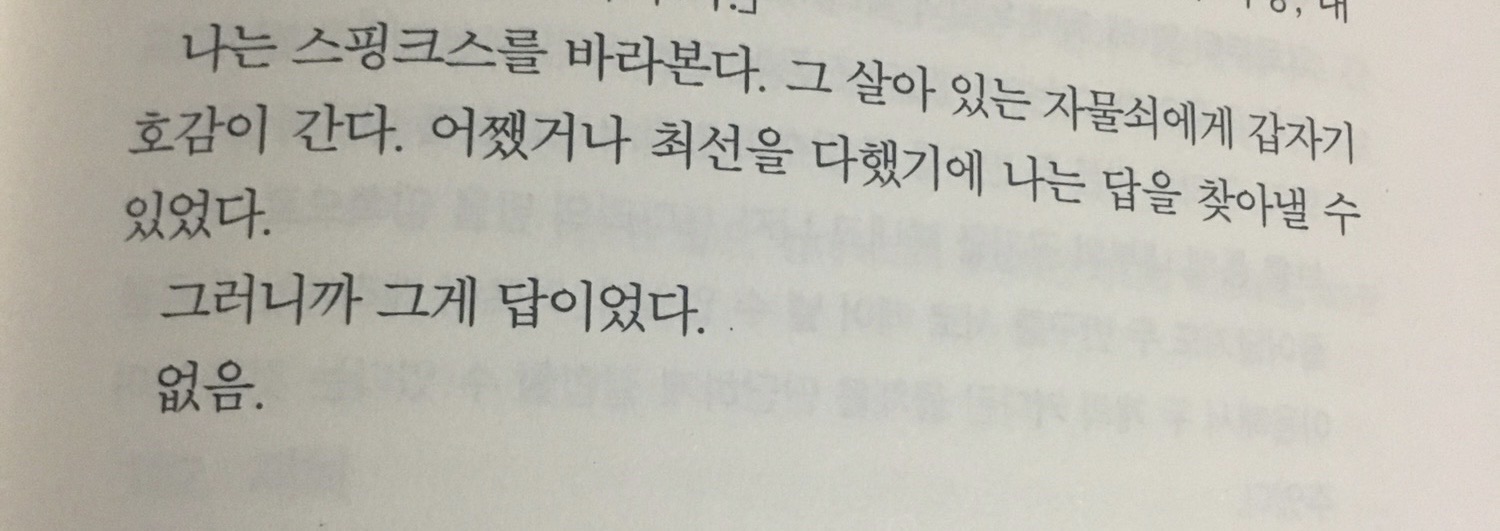 나는 스핑크스를 바라본다. 그 살아 있는 자물쇠에게 갑자기
호감이 간다. 어쨌거나 최선을 다했기에 나는 답을 찾아낼 수
있었다.
그러니까 그게 답이었다.
없음.